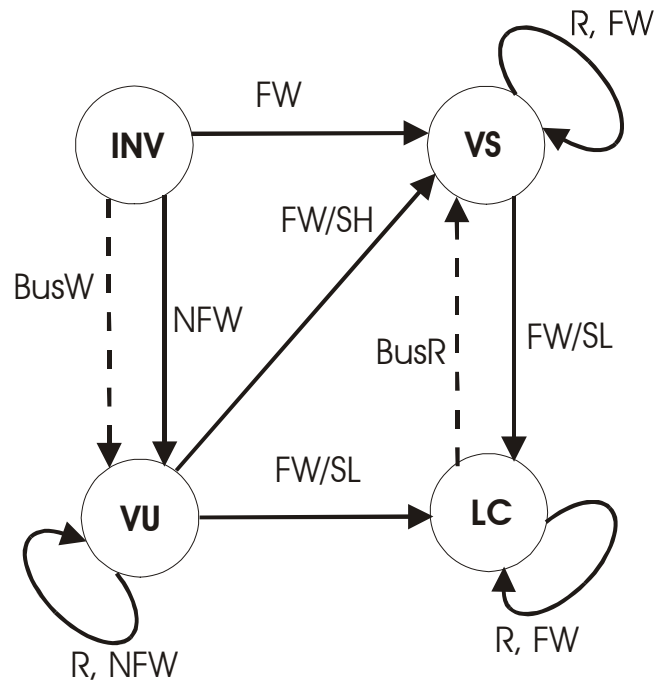 R, FW
FW
INV
VS
FW/SH
BusW
NFW
BusR
FW/SL
FW/SL
VU
LC
R, FW
R, NFW